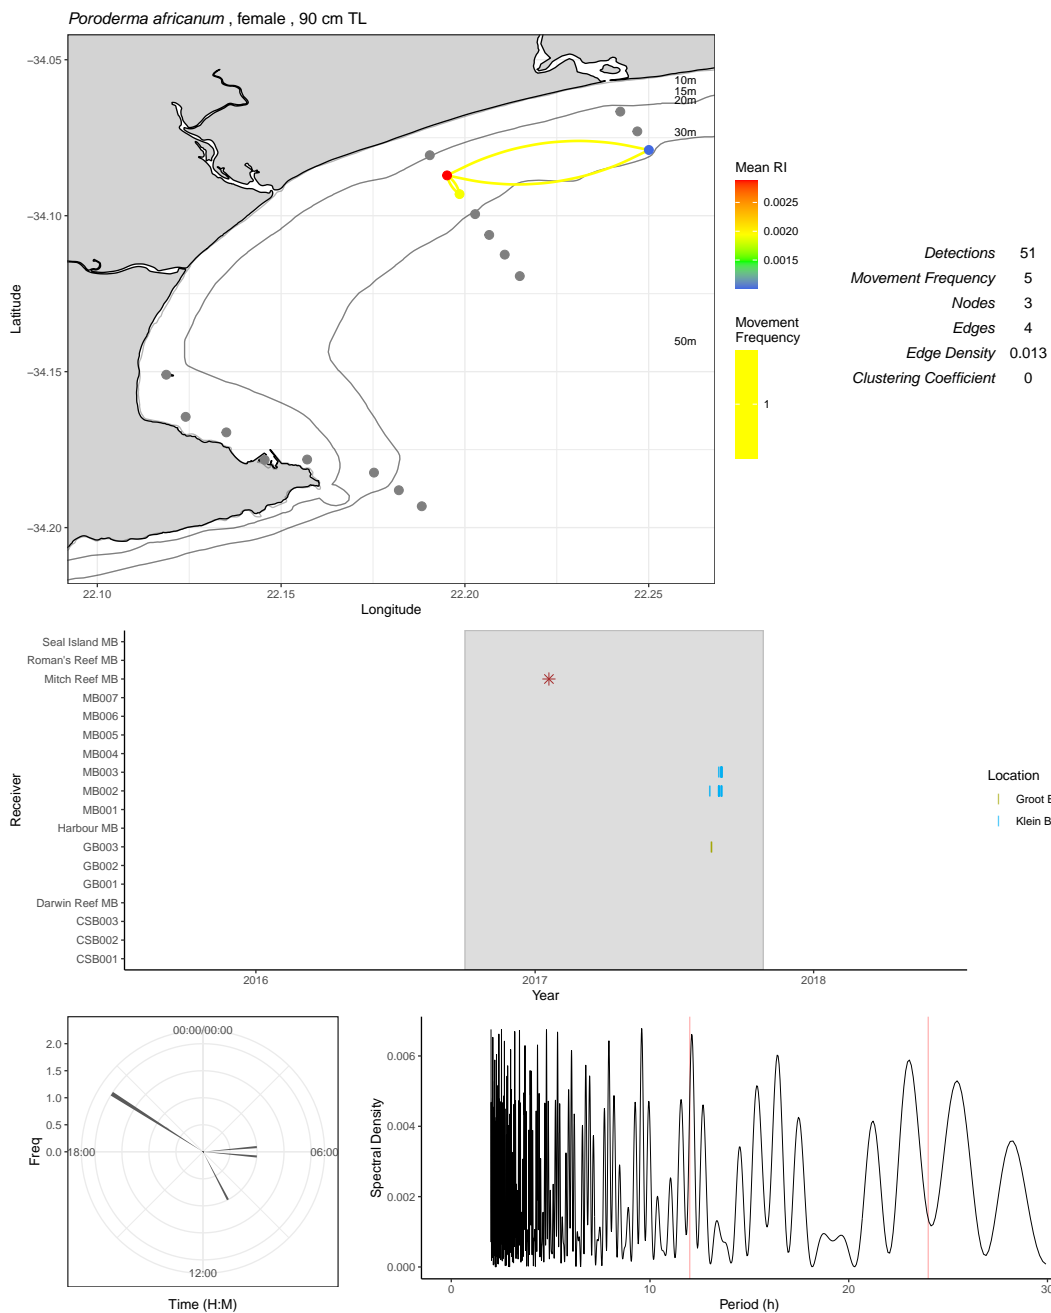 Poroderma africanum , female , 90 cm TL
−34.05
−34.10
−34.15
−34.20
Latitude
10m
15m
20m
30m
50m
22.10
22.15
22.20
22.25
Longitude
Mean RI
0.0025
0.0020
0.0015
Movement
Frequency
1
Detections 51
Movement Frequency 5
Nodes 3
Edges 4
Edge Density 0.013
Clustering Coefficient 0
Receiver
Seal Island MB
Roman's Reef MB
Mitch Reef MB
MB007
MB006
MB005
MB004
MB003
MB002
MB001
Harbour MB
GB003
GB002
GB001
Darwin Reef MB
CSB003
CSB002
CSB001
2016
2017
2018
Year
Location
Groot B
Klein B
Freq
2.0
1.5
1.0
0.5
0.0
00:00/00:00
06:00
12:00
18:00
Time (H:M)
Spectral Density
0.006
0.004
0.002
0.000
0
10
20
30
Period (h)